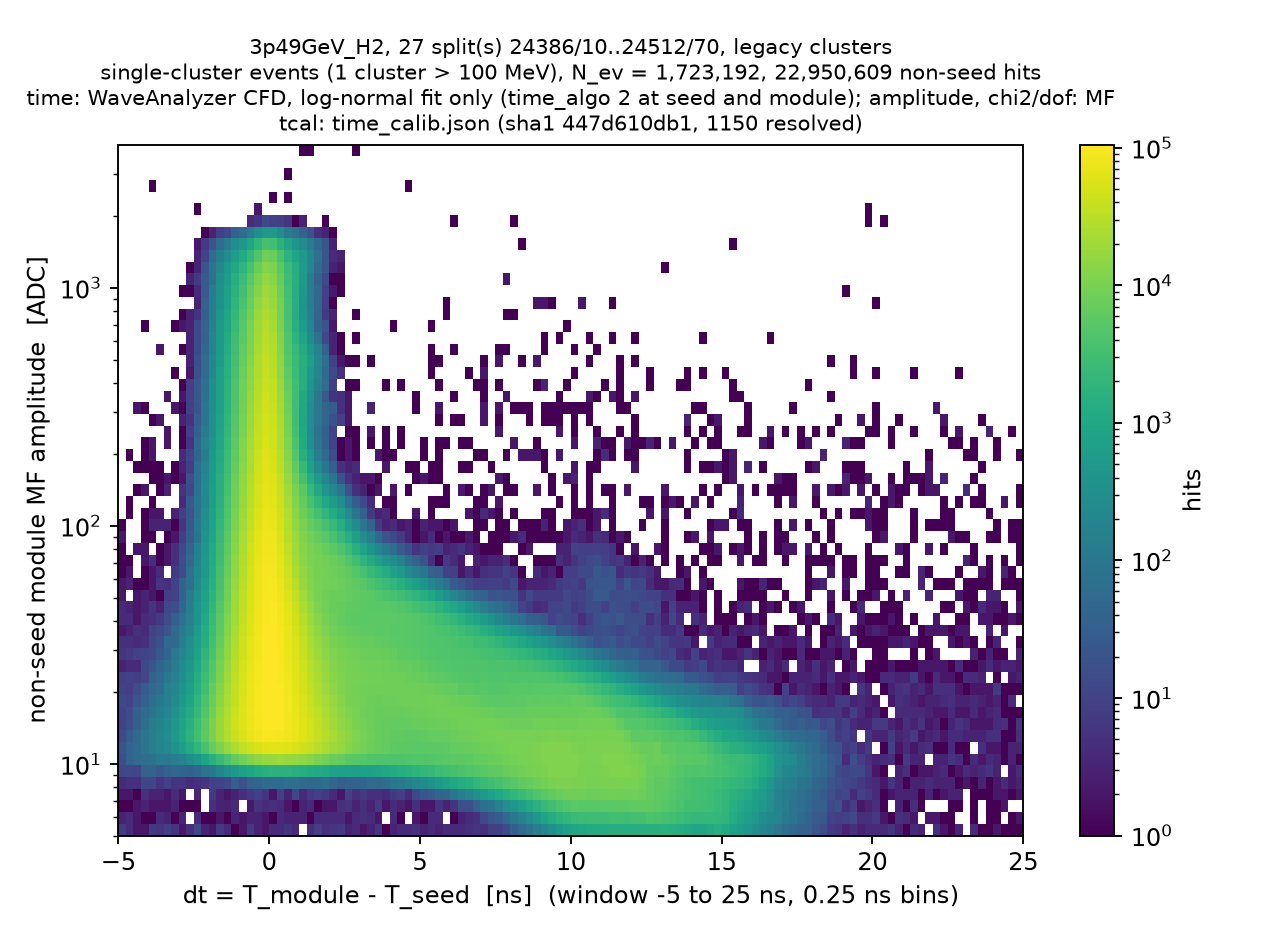 3p49GeV_H2, 27 split(s) 24386/10..24512/70, legacy clusters
single-cluster events (1 cluster > 100 MeV), N_ev = 1,723,192, 22,950,609 non-seed hits
time: WaveAnalyzer CFD, log-normal fit only (time_algo 2 at seed and module); amplitude, chi2/dof: MF
tcal: time_calib.json (sha1 447d610db1, 1150 resolved)
non-seed module MF amplitude [ADC]
10³
10²
10¹
−5 0 5 10 15 20 25
dt = T_module - T_seed [ns] (window -5 to 25 ns, 0.25 ns bins)
10⁵
10⁴
10³
10²
10¹
10⁰
hits